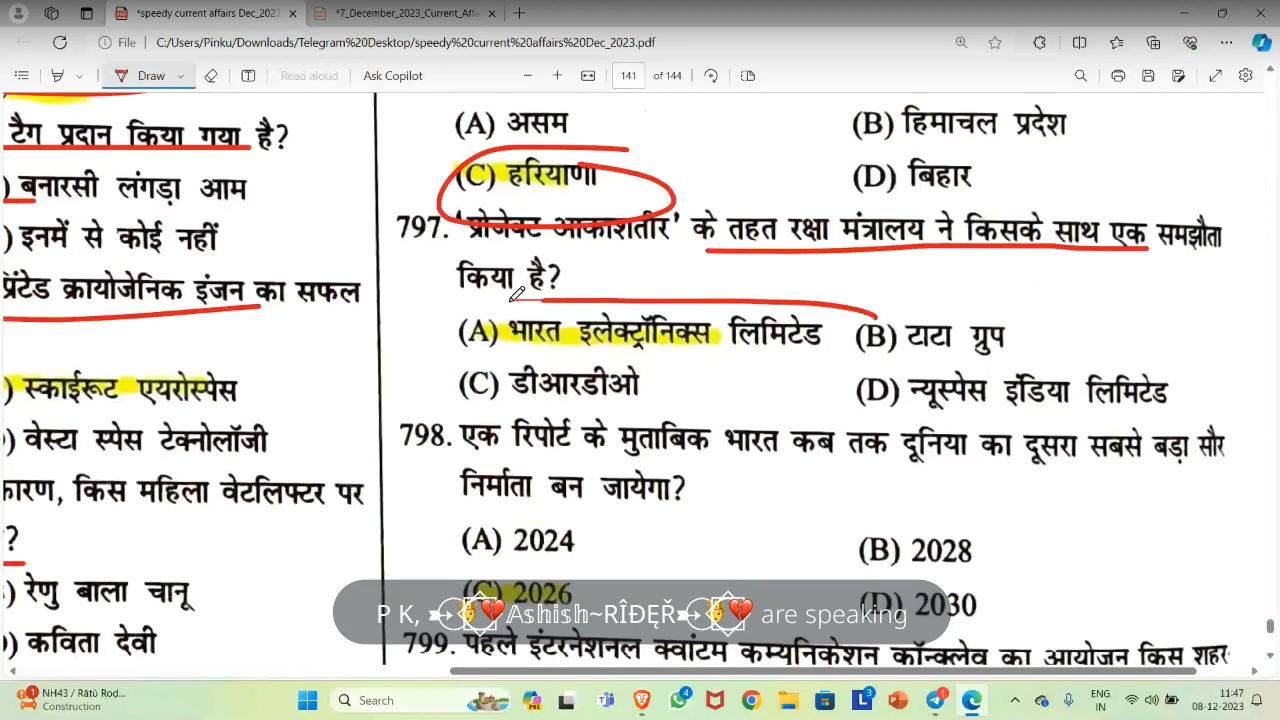 *speedy current affairs Dec_2023
*7_December_2023_Current_Affa
File
C:/Users/Pinku/Downloads/Telegram%20Desktop/speedy%20current%20affairs%20Dec_2023.pdf
Draw
Read aloud
Ask Copilot
141 of 144
टैग प्रदान किया गया है?
) बनारसी लंगड़ा आम
) इनमें से कोई नहीं
प्रिंटेड क्रायोजेनिक इंजन का सफल
) स्काईरूट एयरोस्पेस
) वेस्टा स्पेस टेक्नोलॉजी
कारण, किस महिला वेटलिफ्टर पर
?
) रेणु बाला चानू
) कविता देवी
(A) असम (B) हिमाचल प्रदेश
(C) हरियाणा (D) बिहार
797. 'प्रोजेक्ट आकाशतीर' के तहत रक्षा मंत्रालय ने किसके साथ एक समझौता
किया है?
(A) भारत इलेक्ट्रॉनिक्स लिमिटेड (B) टाटा ग्रुप
(C) डीआरडीओ (D) न्यूस्पेस इंडिया लिमिटेड
798. एक रिपोर्ट के मुताबिक भारत कब तक दूनिया का दूसरा सबसे बड़ा सौर
निर्माता बन जायेगा?
(A) 2024 (B) 2028
(C) 2026 (D) 2030
P K, Ashish~RÎĐĘŘ are speaking
799. पहले इंटरनेशनल क्वांटम कम्युनिकेशन कॉन्क्लेव का आयोजन किस शहर
NH43 / Rātū Roḍ...
Construction
Search
ENG
IN
11:47
08-12-2023